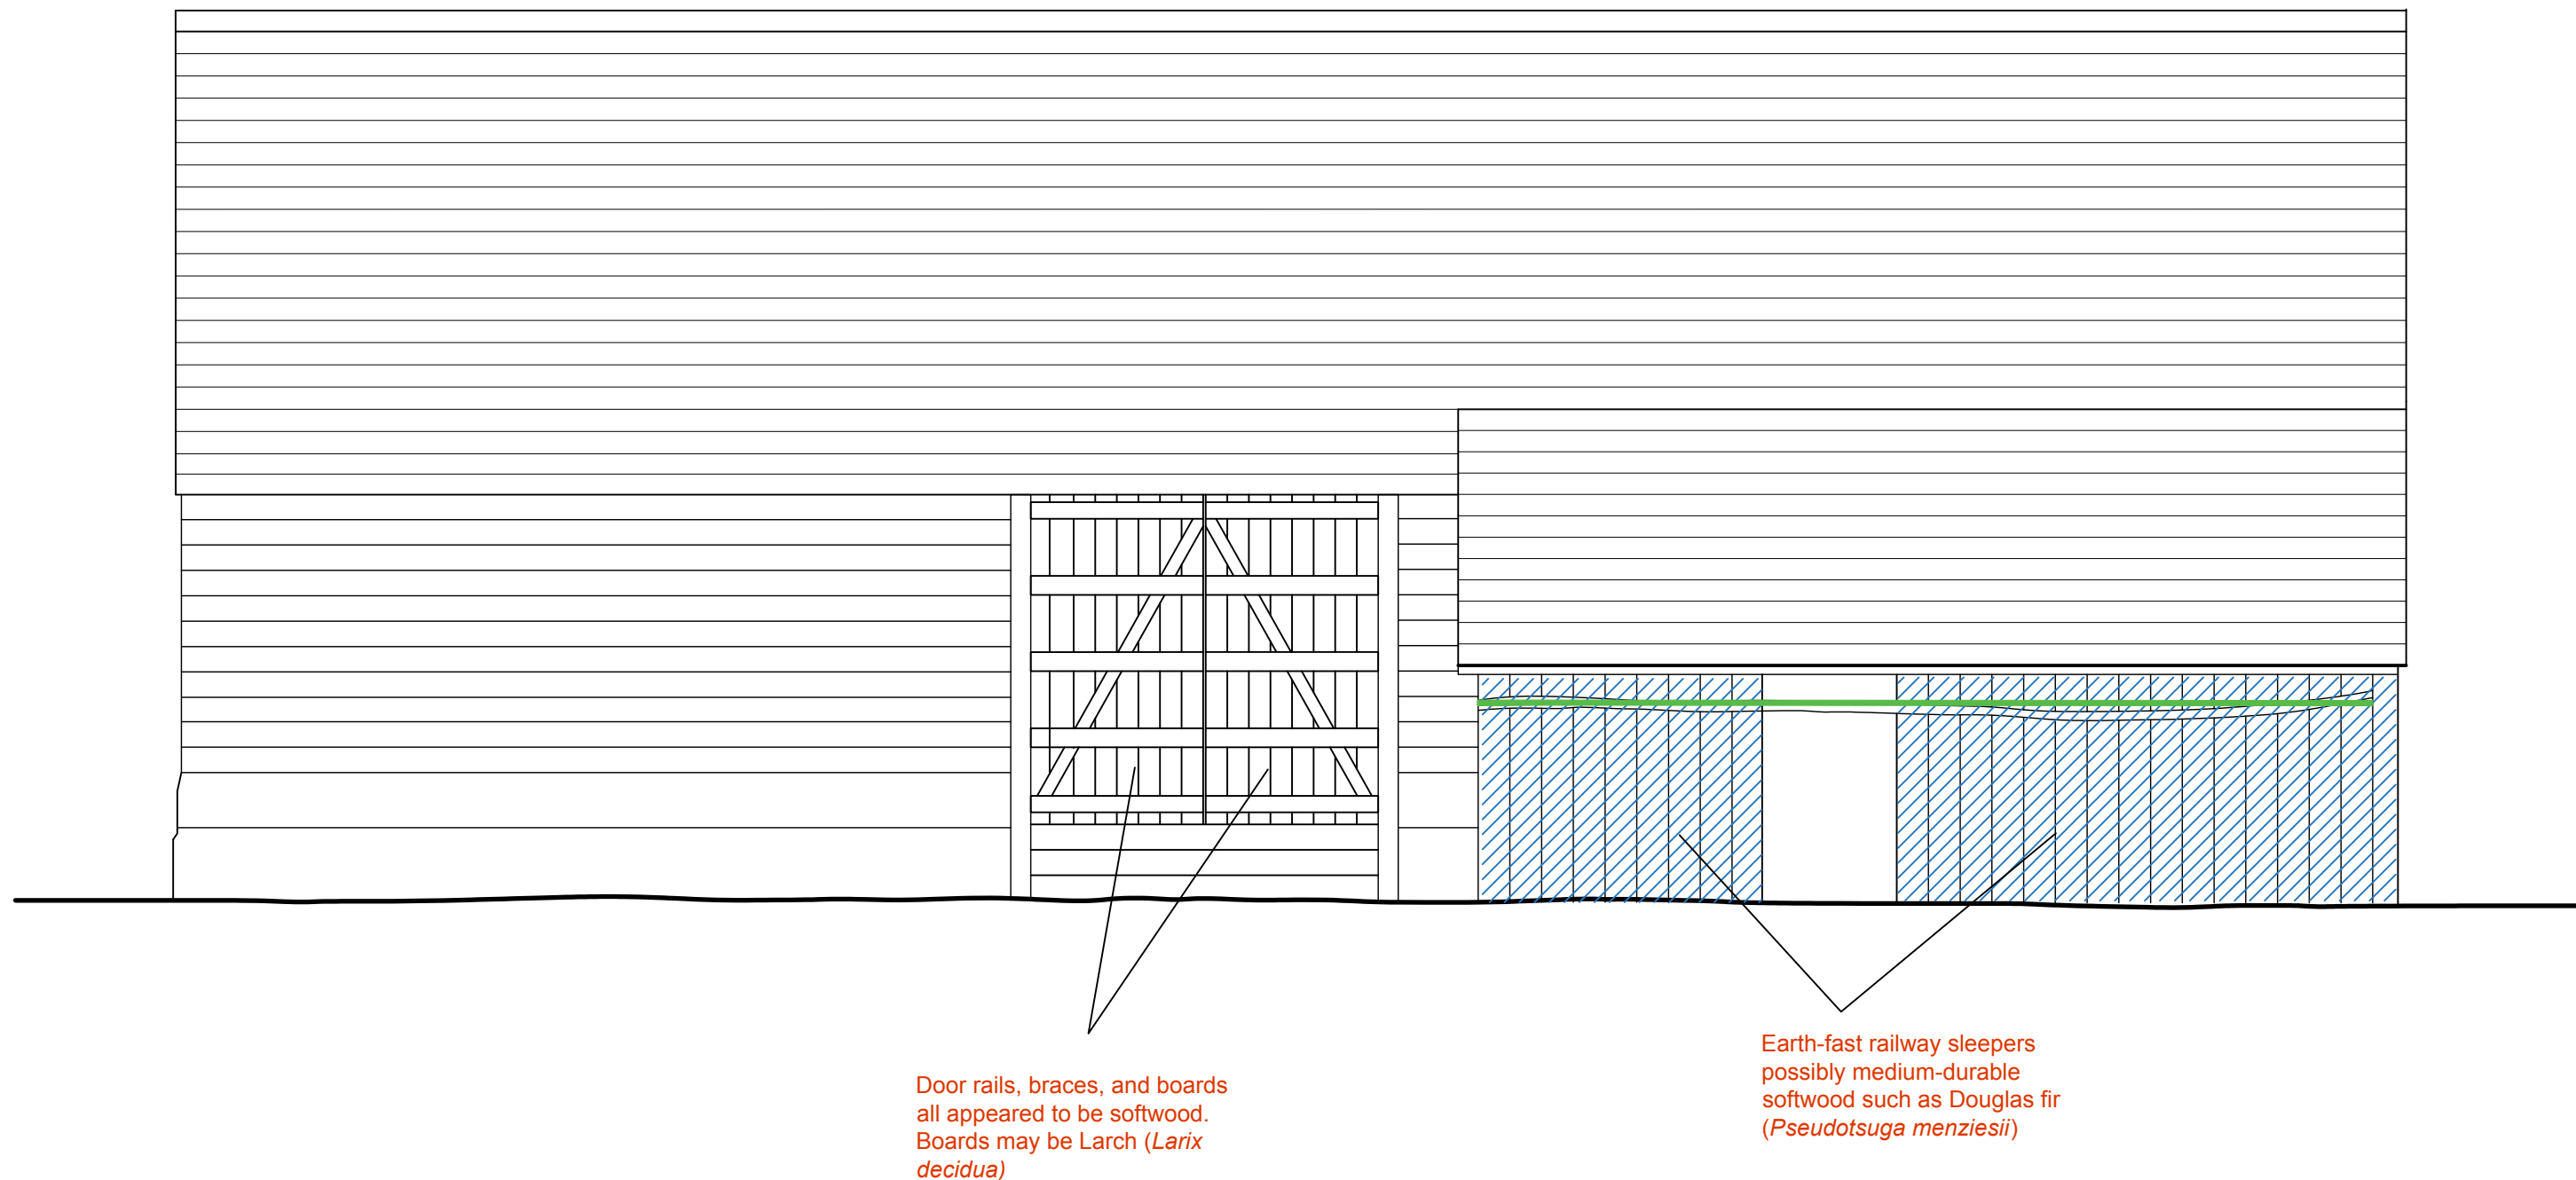 Door rails, braces, and boards
all appeared to be softwood.
Boards may be Larch (Larix
decidua)
Earth-fast railway sleepers
possibly medium-durable
softwood such as Douglas fir
(Pseudotsuga menziesii)